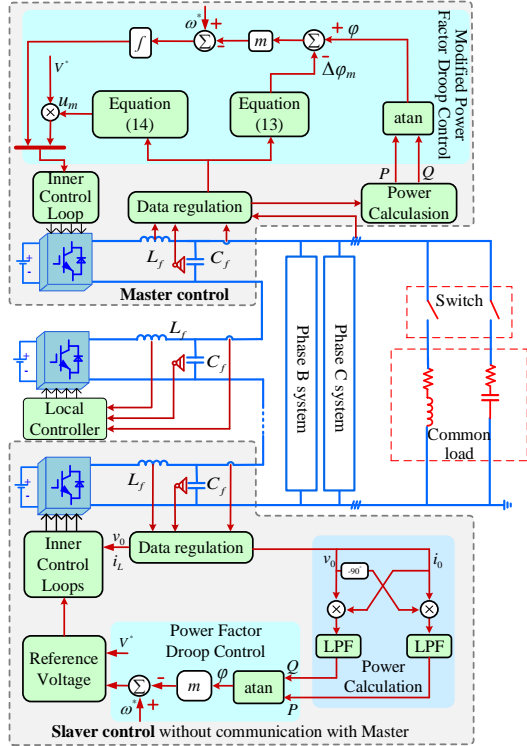 ω* +
∫
Σ
-
m
Σ
+
φ
-
Δφm
Modified Power
Factor Droop Control
V*
um
Equation
(14)
Equation
(13)
atan
P
Q
Inner
Control
Loop
Data regulation
Power
Calculasion
+
-
Lf
Cf
Master control
Phase B system
Phase C system
Switch
Common
load
+
-
Lf
Cf
Local
Controller
+
-
Lf
Cf
Inner
Control
Loops
v0
iL
Data regulation
v0
-90°
i0
LPF
LPF
Power
Calculation
Power Factor
Droop Control
Reference
Voltage
V*
-
Σ
+
ω*
m
φ
atan
Q
P
Slaver control without communication with Master